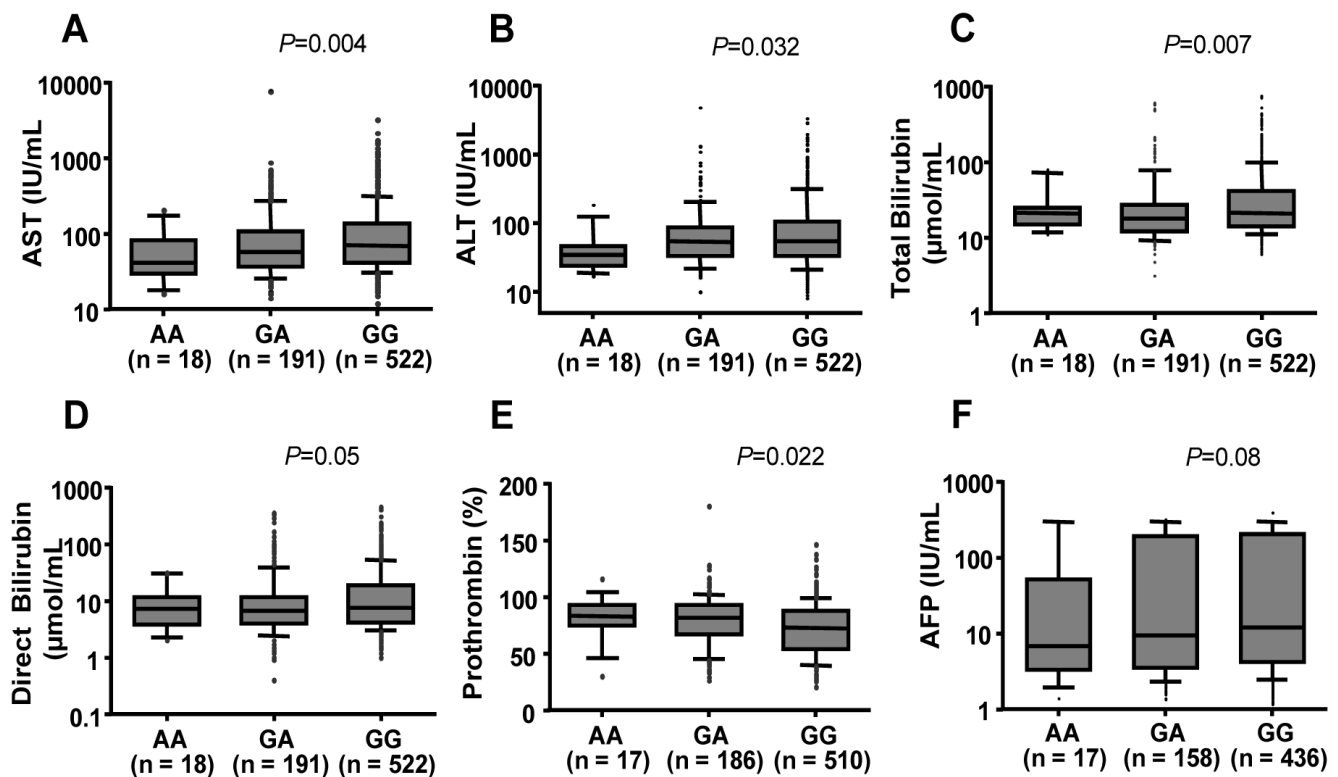 A
P=0.004
AST (IU/mL)
10000
1000
100
10
AA GA GG
(n = 18) (n = 191) (n = 522)
B
P=0.032
ALT (IU/mL)
10000
1000
100
10
AA GA GG
(n = 18) (n = 191) (n = 522)
C
P=0.007
Total Bilirubin
(µmol/mL)
1000
100
10
1
AA GA GG
(n = 18) (n = 191) (n = 522)
D
P=0.05
Direct Bilirubin
(µmol/mL)
1000
100
10
1
0.1
AA GA GG
(n = 18) (n = 191) (n = 522)
E
P=0.022
Prothrombin (%)
200
150
100
50
0
AA GA GG
(n = 17) (n = 186) (n = 510)
F
P=0.08
AFP (IU/mL)
1000
100
10
1
AA GA GG
(n = 17) (n = 158) (n = 436)